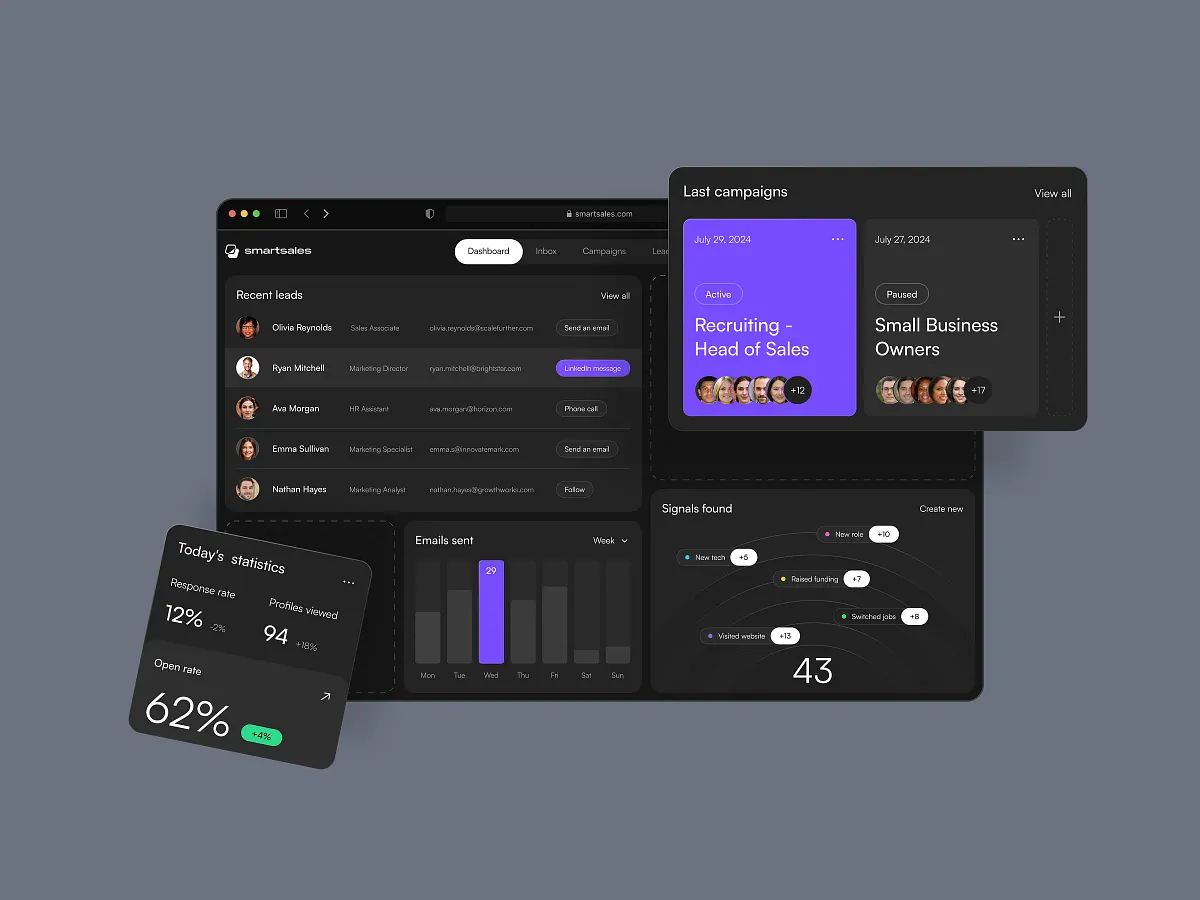 smartsales.com
smartsales
Dashboard Inbox Campaigns
Recent leads View all
Olivia Reynolds Sales Associate olivia.reynolds@scalefurther.com Send an email
Ryan Mitchell Marketing Director ryan.mitchell@brightstar.com LinkedIn message
Ava Morgan HR Assistant ava.morgan@horizon.com Phone call
Emma Sullivan Marketing Specialist emma.s@innovatemark.com Send an email
Nathan Hayes Marketing Analyst nathan.hayes@growthworks.com Follow
Last campaigns View all
July 29, 2024
Active
Recruiting -
Head of Sales
+12
July 27, 2024
Paused
Small Business
Owners
+17
Today's statistics
Response rate
12% -2%
Profiles viewed
94 +18%
Open rate
62% +4%
Emails sent Week
29
Mon Tue Wed Thu Fri Sat Sun
Signals found Create new
New role +10
New tech +5
Raised funding +7
Switched jobs +8
Visited website +13
43